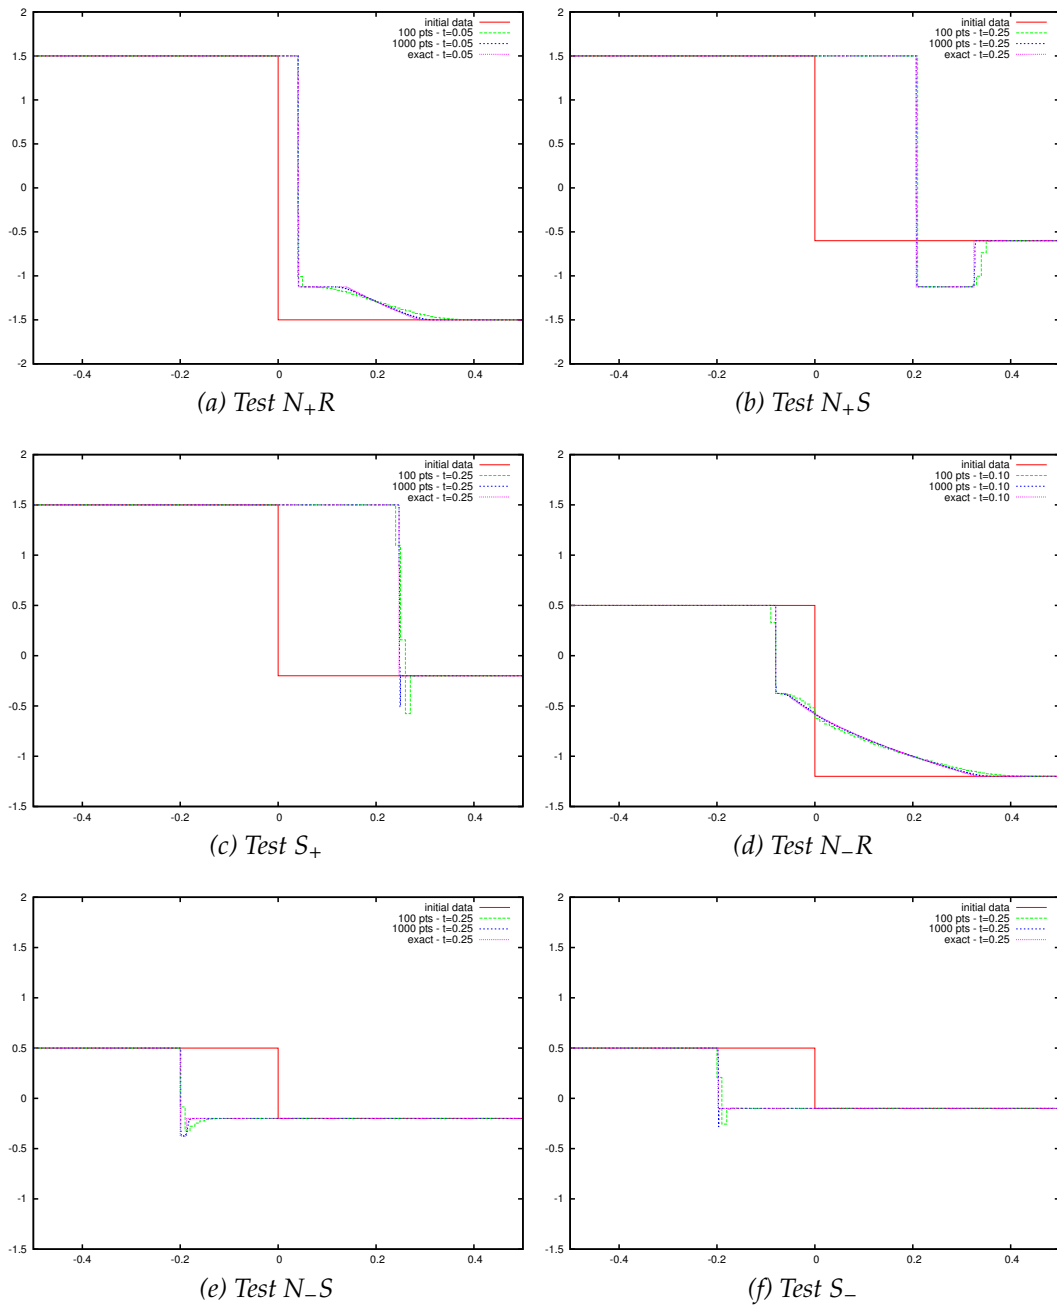 initial data
100 pts - t=0.05
1000 pts - t=0.05
exact - t=0.05
2
1.5
1
0.5
0
-0.5
-1
-1.5
-2
-0.4 -0.2 0 0.2 0.4
(a) Test N+R
initial data
100 pts - t=0.25
1000 pts - t=0.25
exact - t=0.25
2
1.5
1
0.5
0
-0.5
-1
-1.5
-2
-0.4 -0.2 0 0.2 0.4
(b) Test N+S
initial data
100 pts - t=0.25
1000 pts - t=0.25
exact - t=0.25
2
1.5
1
0.5
0
-0.5
-1
-1.5
-0.4 -0.2 0 0.2 0.4
(c) Test S+
initial data
100 pts - t=0.10
1000 pts - t=0.10
exact - t=0.10
2
1.5
1
0.5
0
-0.5
-1
-1.5
-0.4 -0.2 0 0.2 0.4
(d) Test N−R
initial data
100 pts - t=0.25
1000 pts - t=0.25
exact - t=0.25
2
1.5
1
0.5
0
-0.5
-1
-1.5
-0.4 -0.2 0 0.2 0.4
(e) Test N−S
initial data
100 pts - t=0.25
1000 pts - t=0.25
exact - t=0.25
2
1.5
1
0.5
0
-0.5
-1
-1.5
-0.4 -0.2 0 0.2 0.4
(f) Test S−